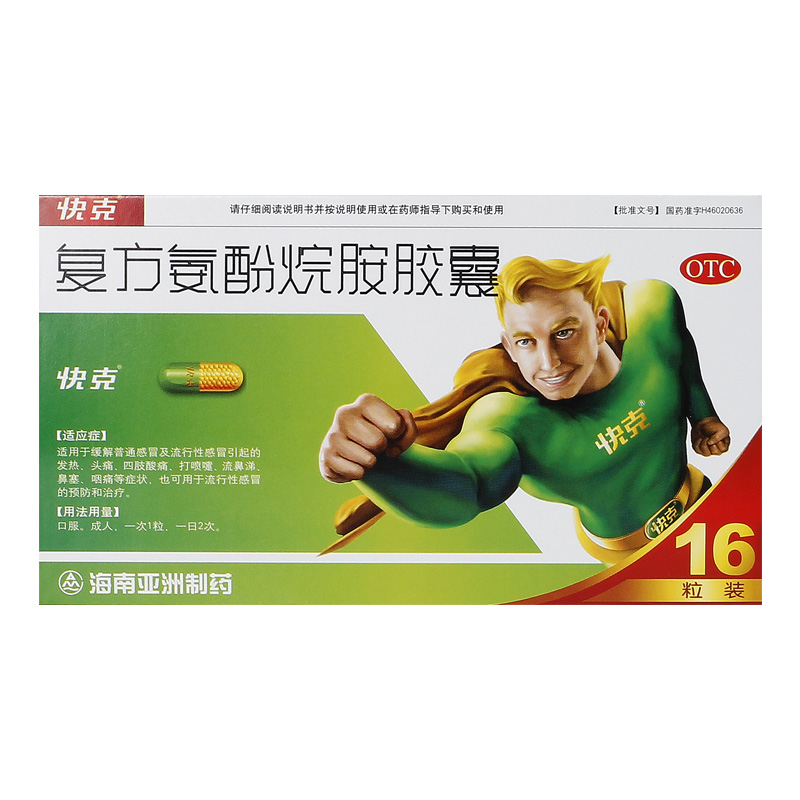 快克
请仔细阅读说明书并按说明使用或在药师指导下购买和使用
【批准文号】 国药准字H46020636
复方氨酚烷胺胶囊
OTC
快克®
快克®
【适应症】
适用于缓解普通感冒及流行性感冒引起的
发热、头痛、四肢酸痛、打喷嚏、流鼻涕、
鼻塞、咽痛等症状，也可用于流行性感冒
的预防和治疗。
【用法用量】
口服。成人，一次1粒，一日2次。
快克
16
粒 装
海南亚洲制药